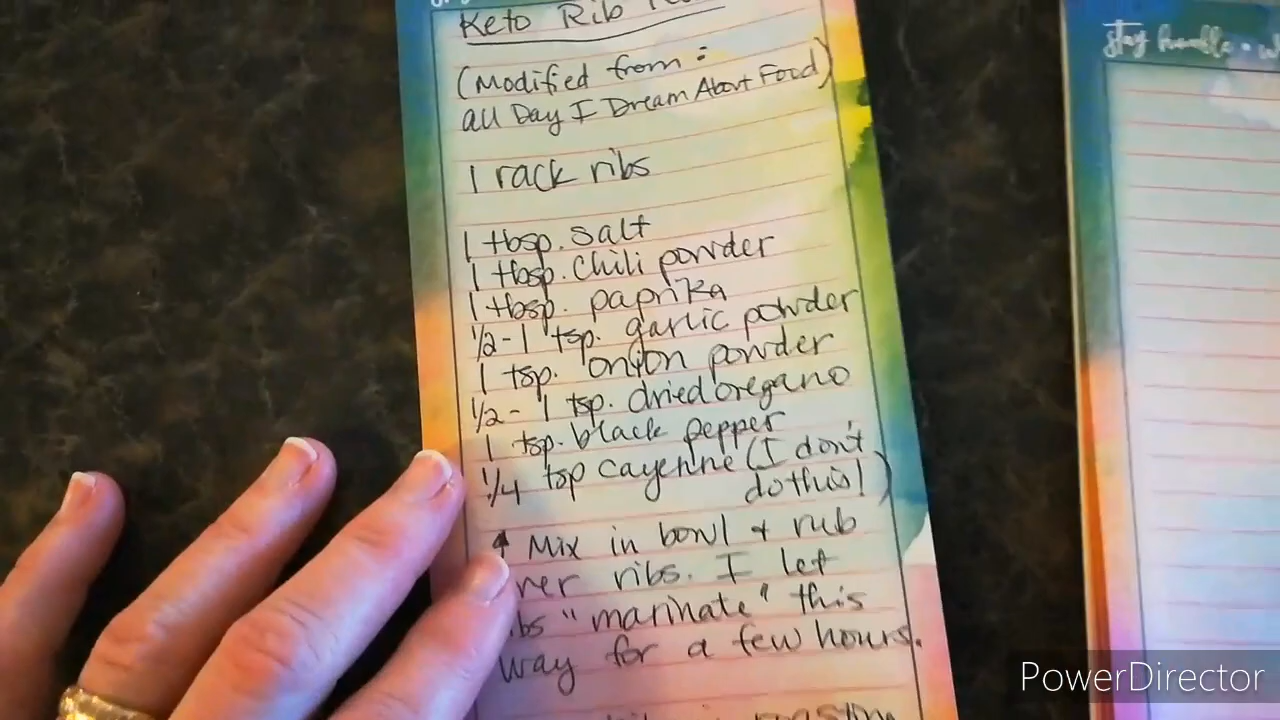 Keto Rib
(Modified from:
all Day I Dream About Food)
1 rack ribs
1 tbsp. salt
1 tbsp. chili powder
1 tbsp. paprika
1/2 - 1 tsp. garlic powder
1 tsp. onion powder
1/2 - 1 tsp. dried oregano
1 tsp. black pepper
1/4 tsp cayenne (I don't
do this!)
Mix in bowl & rub
ribs. I let
"marinate" this
way for a few hours.
stay humble
PowerDirector